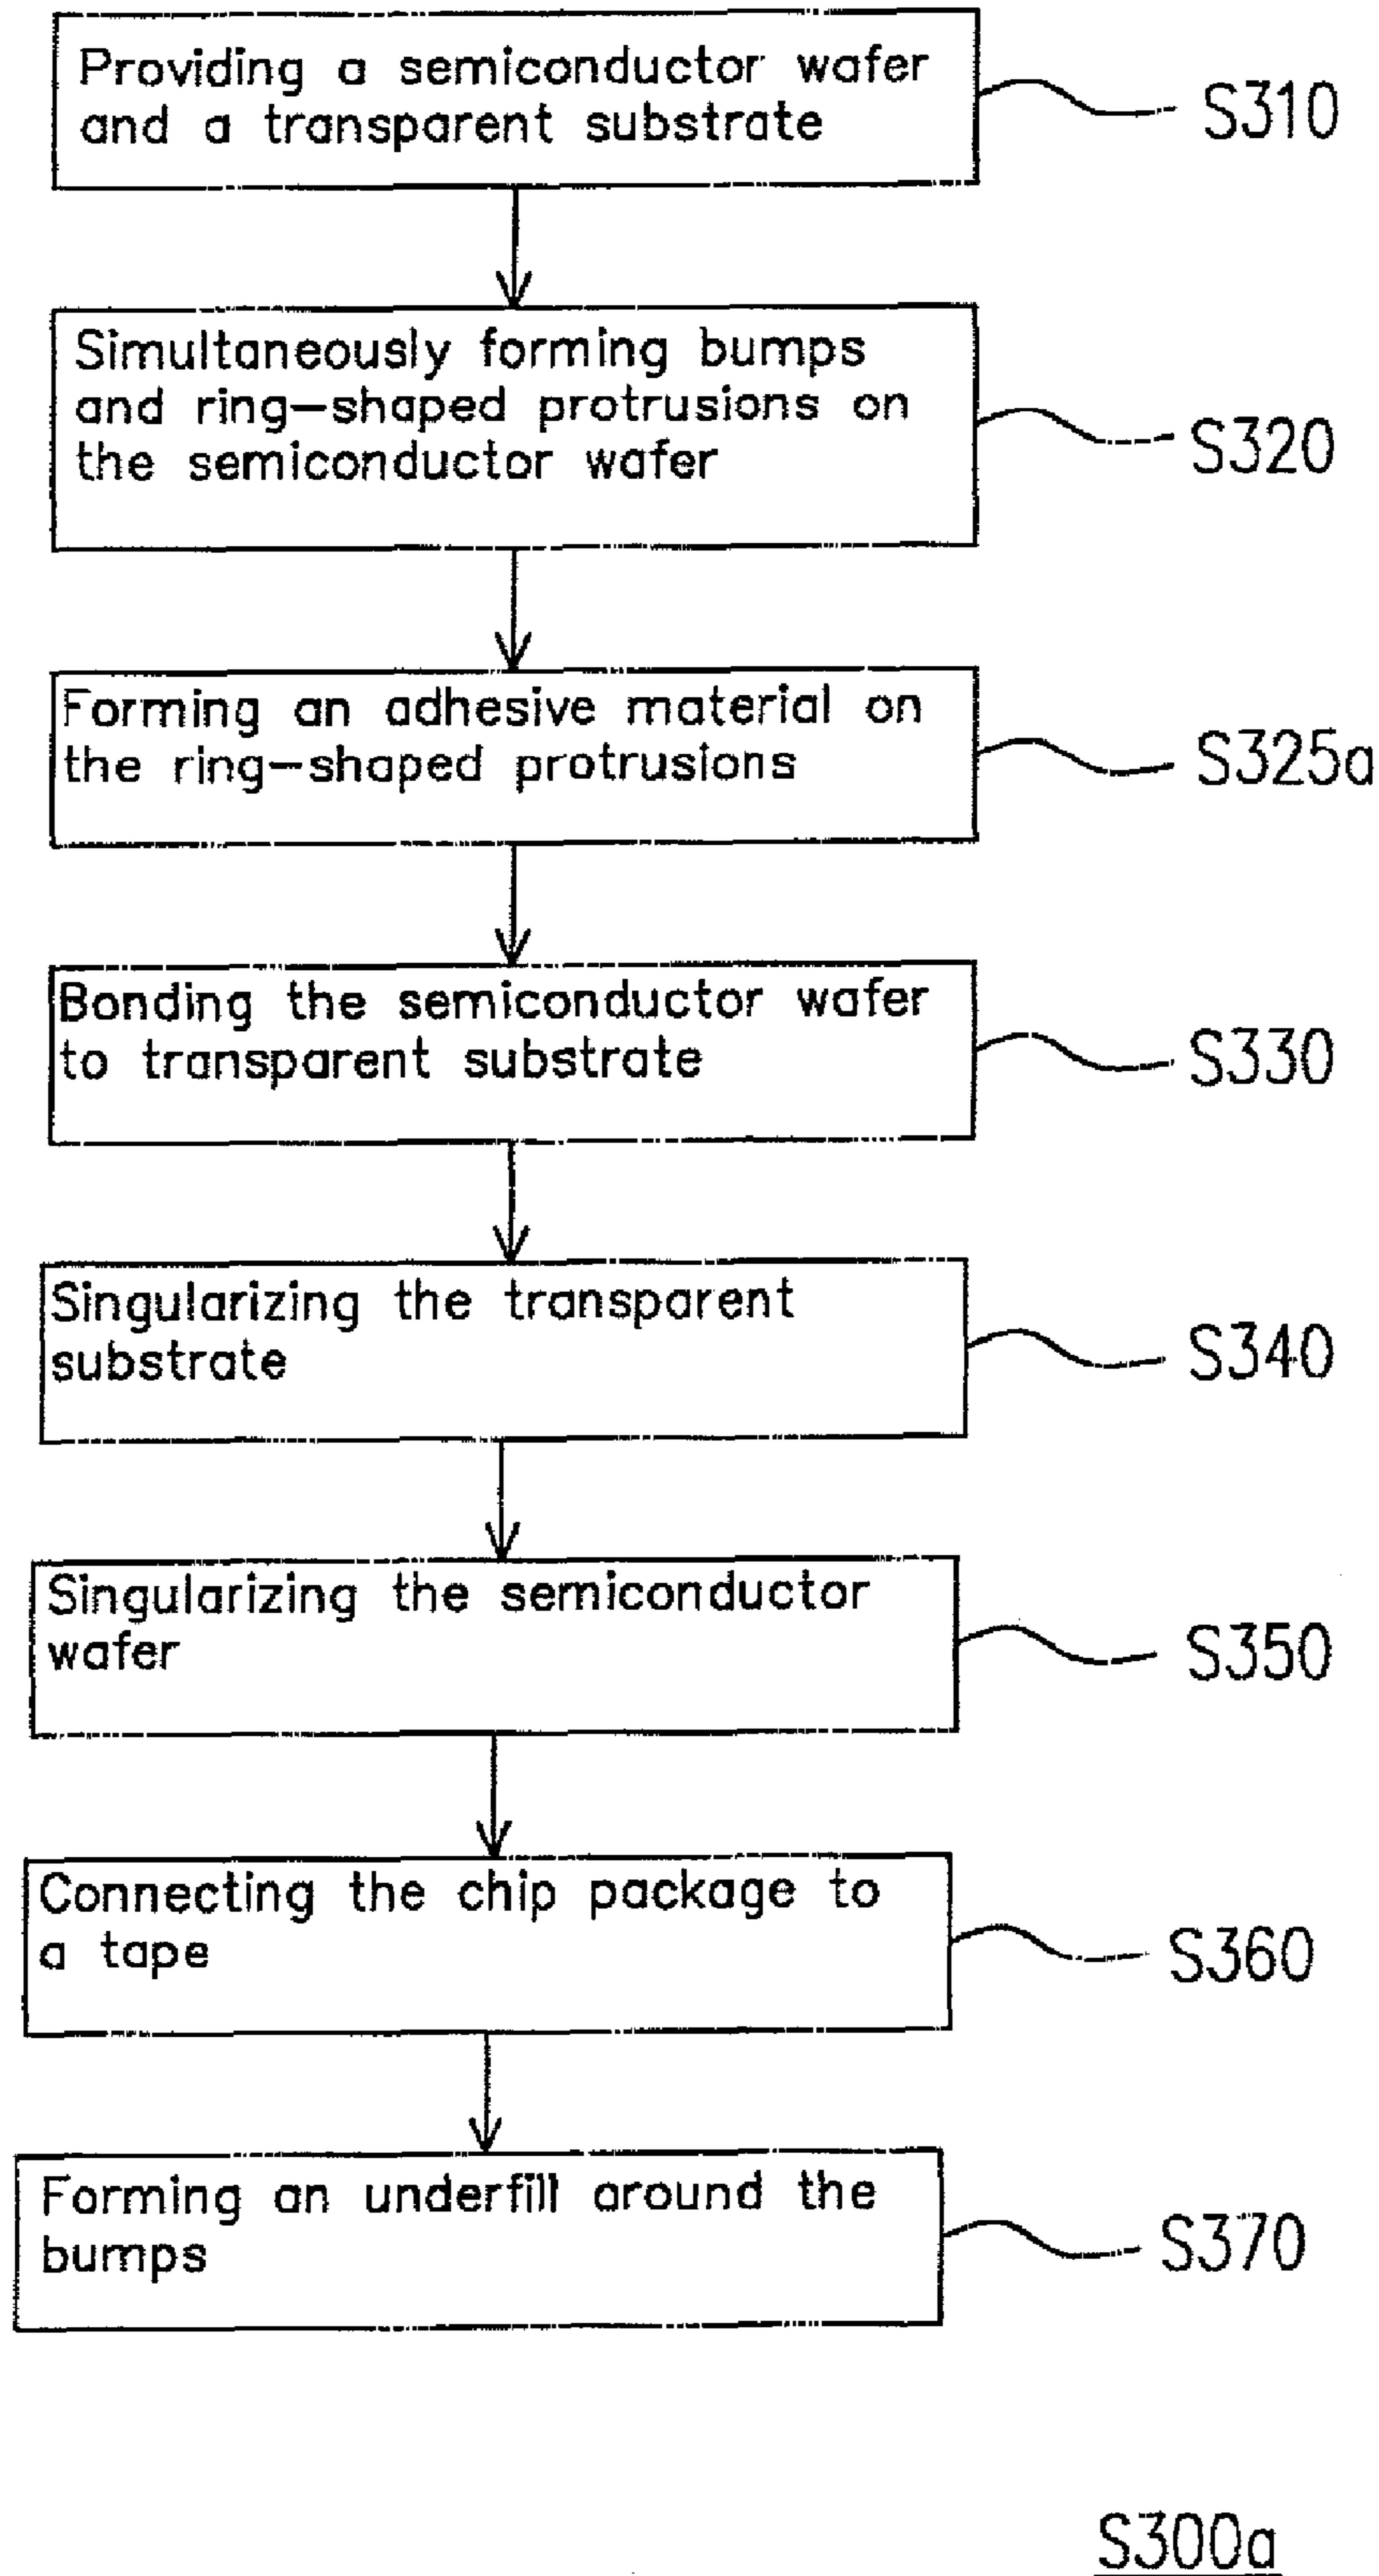 Providing a semiconductor wafer
and a transparent substrate
S310
Simultaneously forming bumps
and ring-shaped protrusions on
the semiconductor wafer
S320
Forming an adhesive material on
the ring-shaped protrusions
S325a
Bonding the semiconductor wafer
to transparent substrate
S330
Singularizing the transparent
substrate
S340
Singularizing the semiconductor
wafer
S350
Connecting the chip package to
a tape
S360
Forming an underfill around the
bumps
S370
S300a